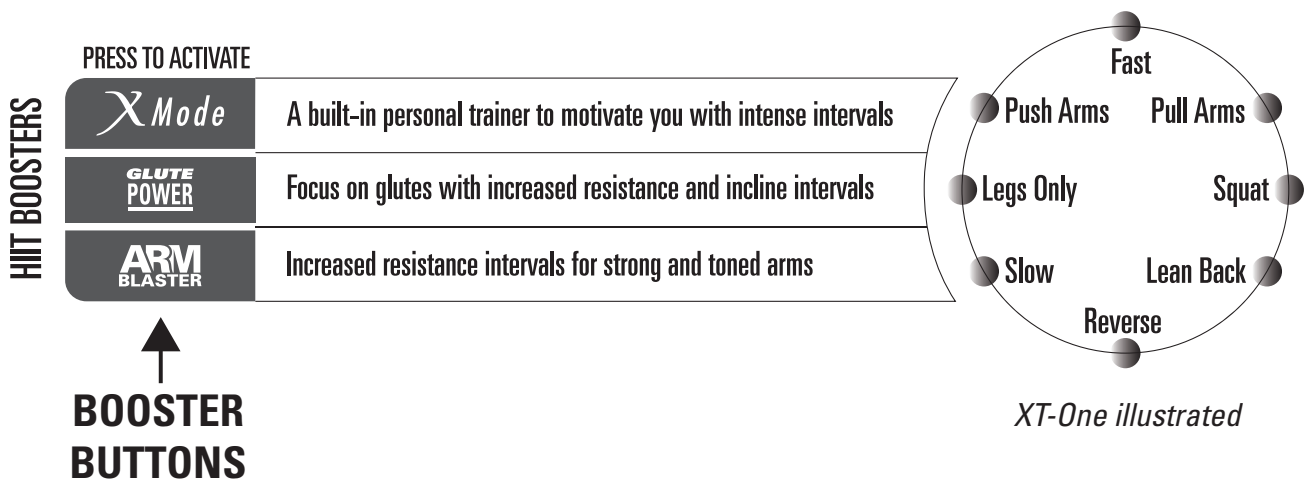 PRESS TO ACTIVATE
HIIT BOOSTERS
X Mode
A built-in personal trainer to motivate you with intense intervals
GLUTE
POWER
Focus on glutes with increased resistance and incline intervals
ARM
BLASTER
Increased resistance intervals for strong and toned arms
BOOSTER
BUTTONS
Fast
Push Arms
Pull Arms
Legs Only
Squat
Slow
Lean Back
Reverse
XT-One illustrated